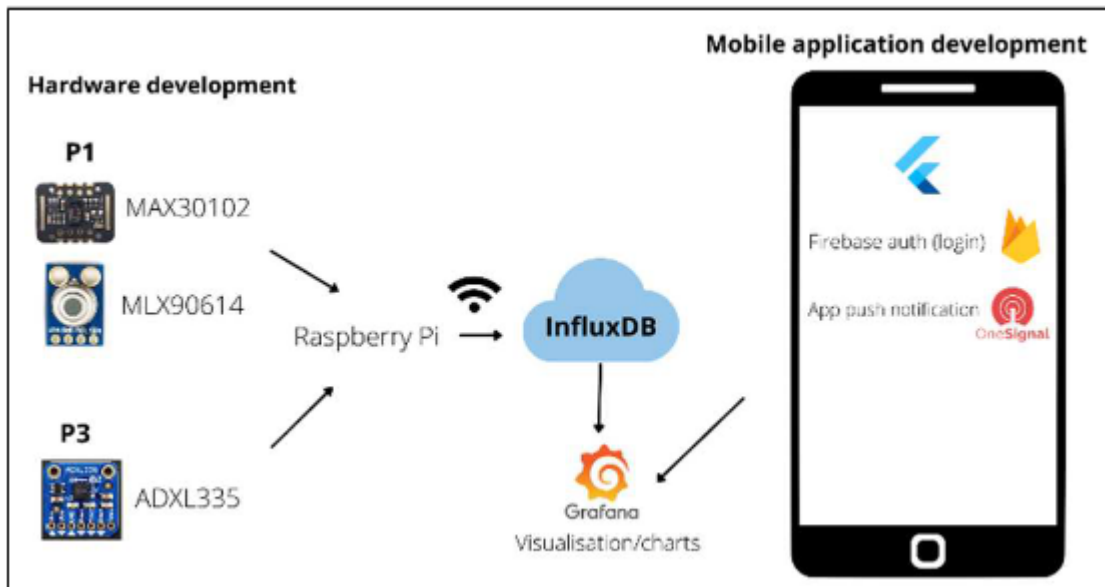 Mobile application development
Hardware development
P1
MAX30102
MLX90614
P3
ADXL335
Raspberry Pi
InfluxDB
Grafana
Visualisation/charts
Firebase auth (login)
App push notification
OneSignal